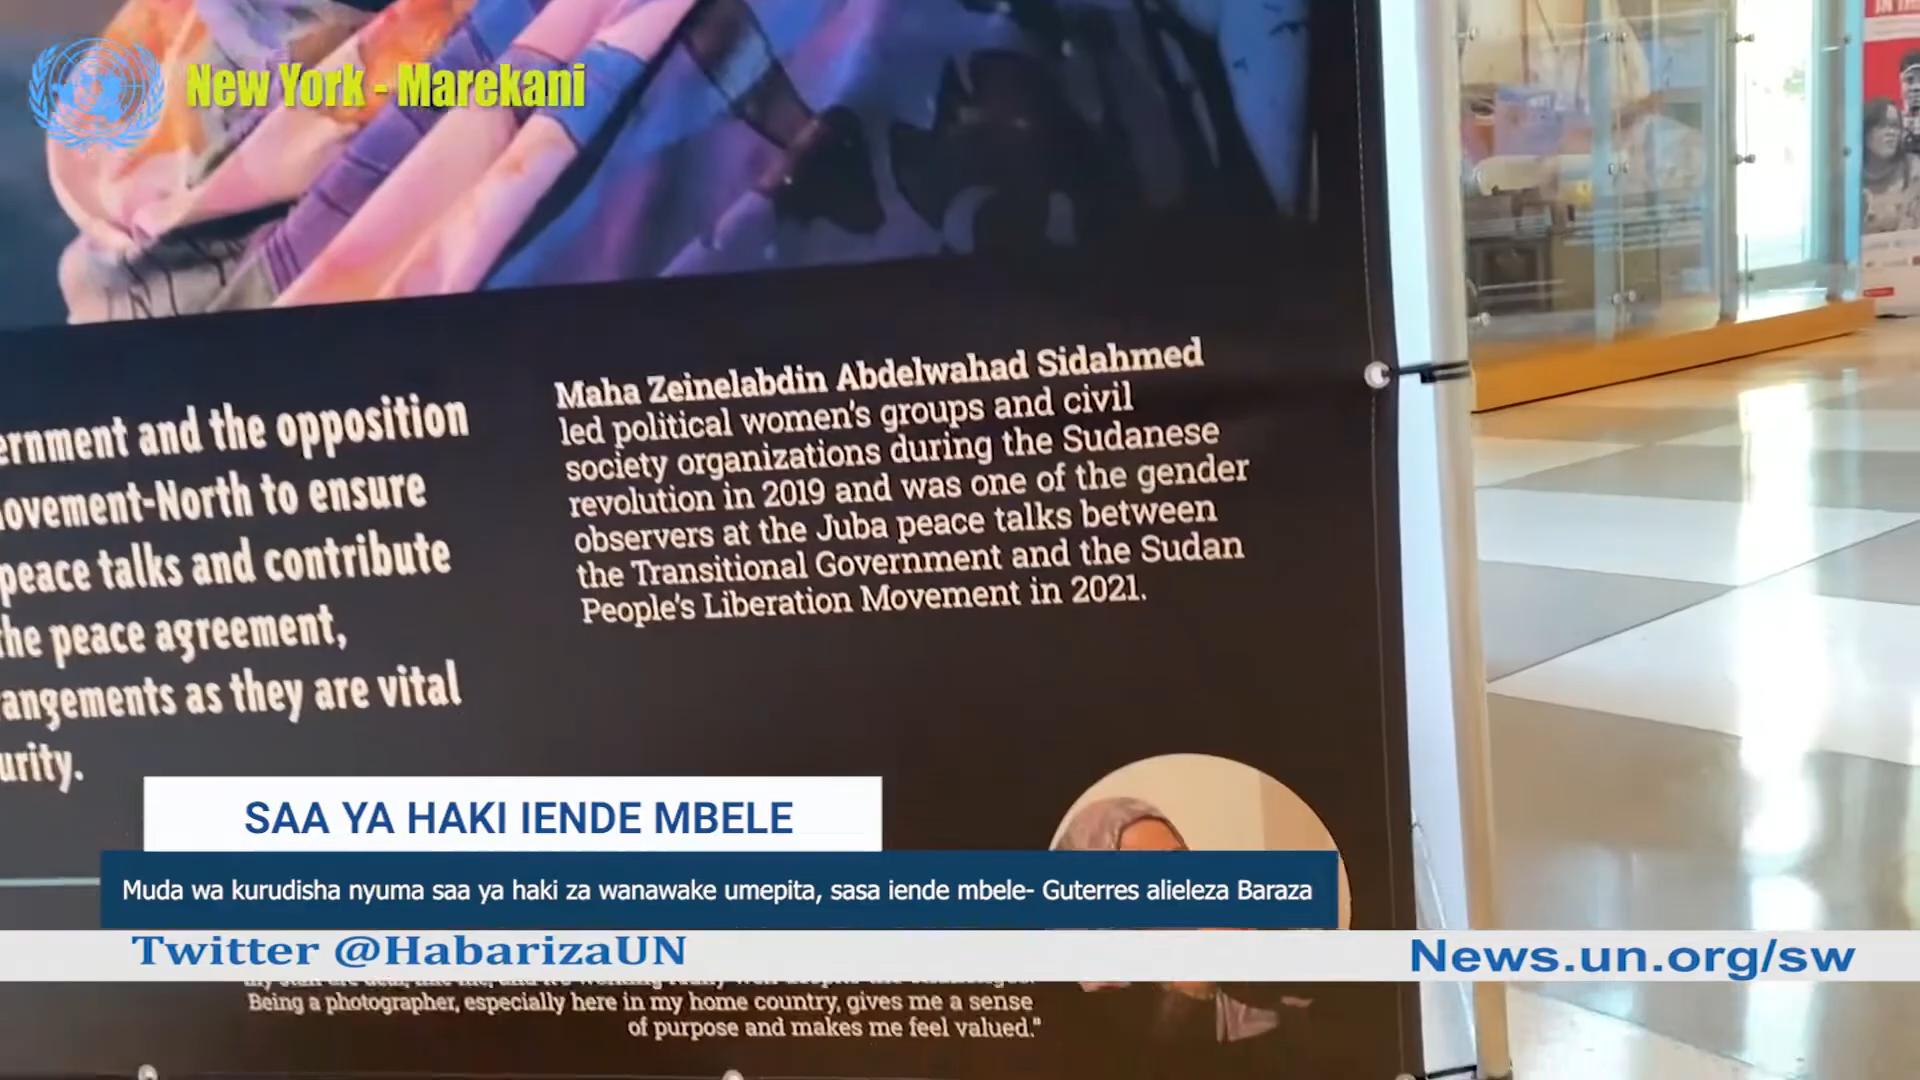 New York - Marekani
IN TH
ernment and the opposition
ovement-North to ensure
peace talks and contribute
the peace agreement,
angements as they are vital
urity.
Maha Zeinelabdin Abdelwahad Sidahmed
led political women's groups and civil
society organizations during the Sudanese
revolution in 2019 and was one of the gender
observers at the Juba peace talks between
the Transitional Government and the Sudan
People's Liberation Movement in 2021.
SAA YA HAKI IENDE MBELE
Muda wa kurudisha nyuma saa ya haki za wanawake umepita, sasa iende mbele- Guterres alieleza Baraza
Twitter @HabarizaUN
News.un.org/sw
Being a photographer, especially here in my home country, gives me a sense
of purpose and makes me feel valued."